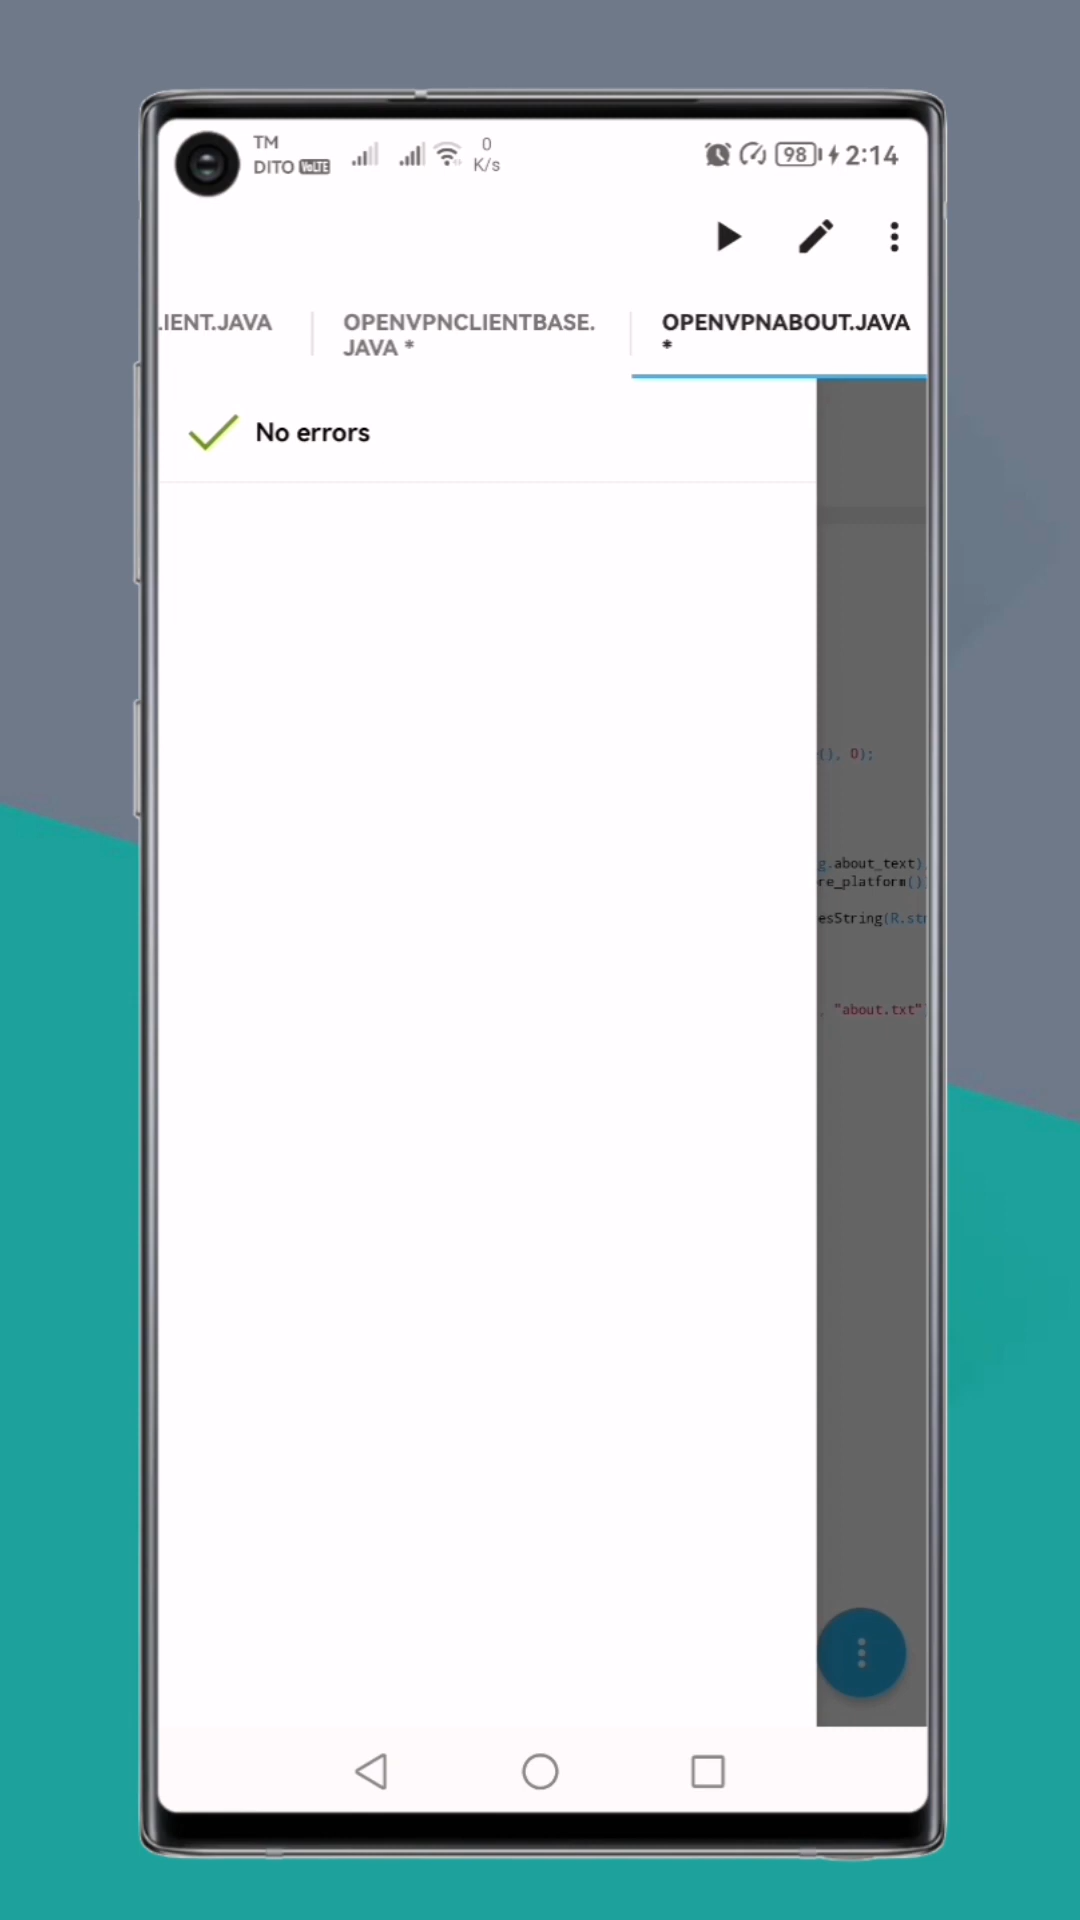 TM
DITO VoLTE
0
K/s
98
2:14
.IENT.JAVA
OPENVPNCLIENTBASE.
JAVA *
OPENVPNABOUT.JAVA
*
No errors
(), 0);
g.about_text)
re_platform()
esString(R.str
, "about.txt"